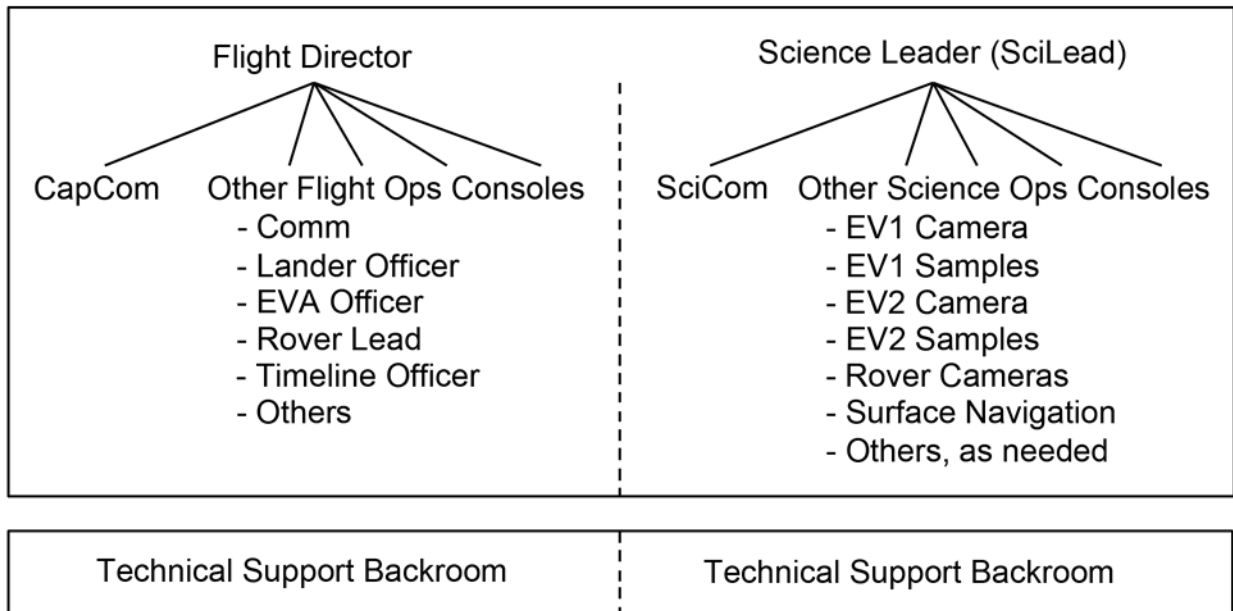 Flight Director
CapCom
Other Flight Ops Consoles
- Comm
- Lander Officer
- EVA Officer
- Rover Lead
- Timeline Officer
- Others
Science Leader (SciLead)
SciCom
Other Science Ops Consoles
- EV1 Camera
- EV1 Samples
- EV2 Camera
- EV2 Samples
- Rover Cameras
- Surface Navigation
- Others, as needed
Technical Support Backroom
Technical Support Backroom